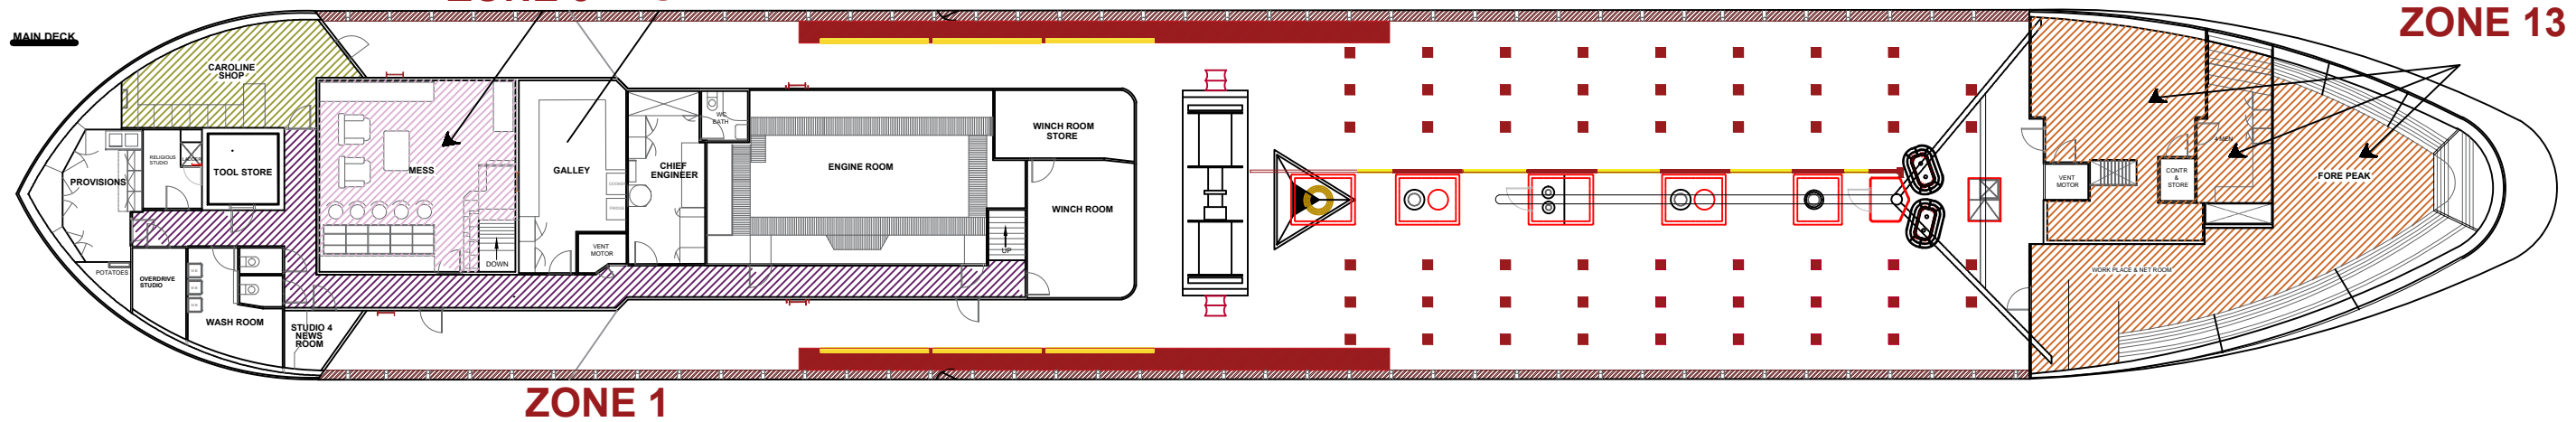 ZONE 13
MAIN DECK
CAROLINE
SHOP
WC
BATH
WINCH ROOM
STORE
RELIGIOUS
STUDIO
TOOL STORE
PROVISIONS
MESS
GALLEY
CHIEF
ENGINEER
ENGINE ROOM
WINCH ROOM
4 MEN
VENT
MOTOR
CONTR
&
STORE
FORE PEAK
POTATOES
OVERDRIVE
STUDIO
DOWN
VENT
MOTOR
UP
WORK PLACE & NET ROOM
WASH ROOM
STUDIO 4
NEWS
ROOM
ZONE 1